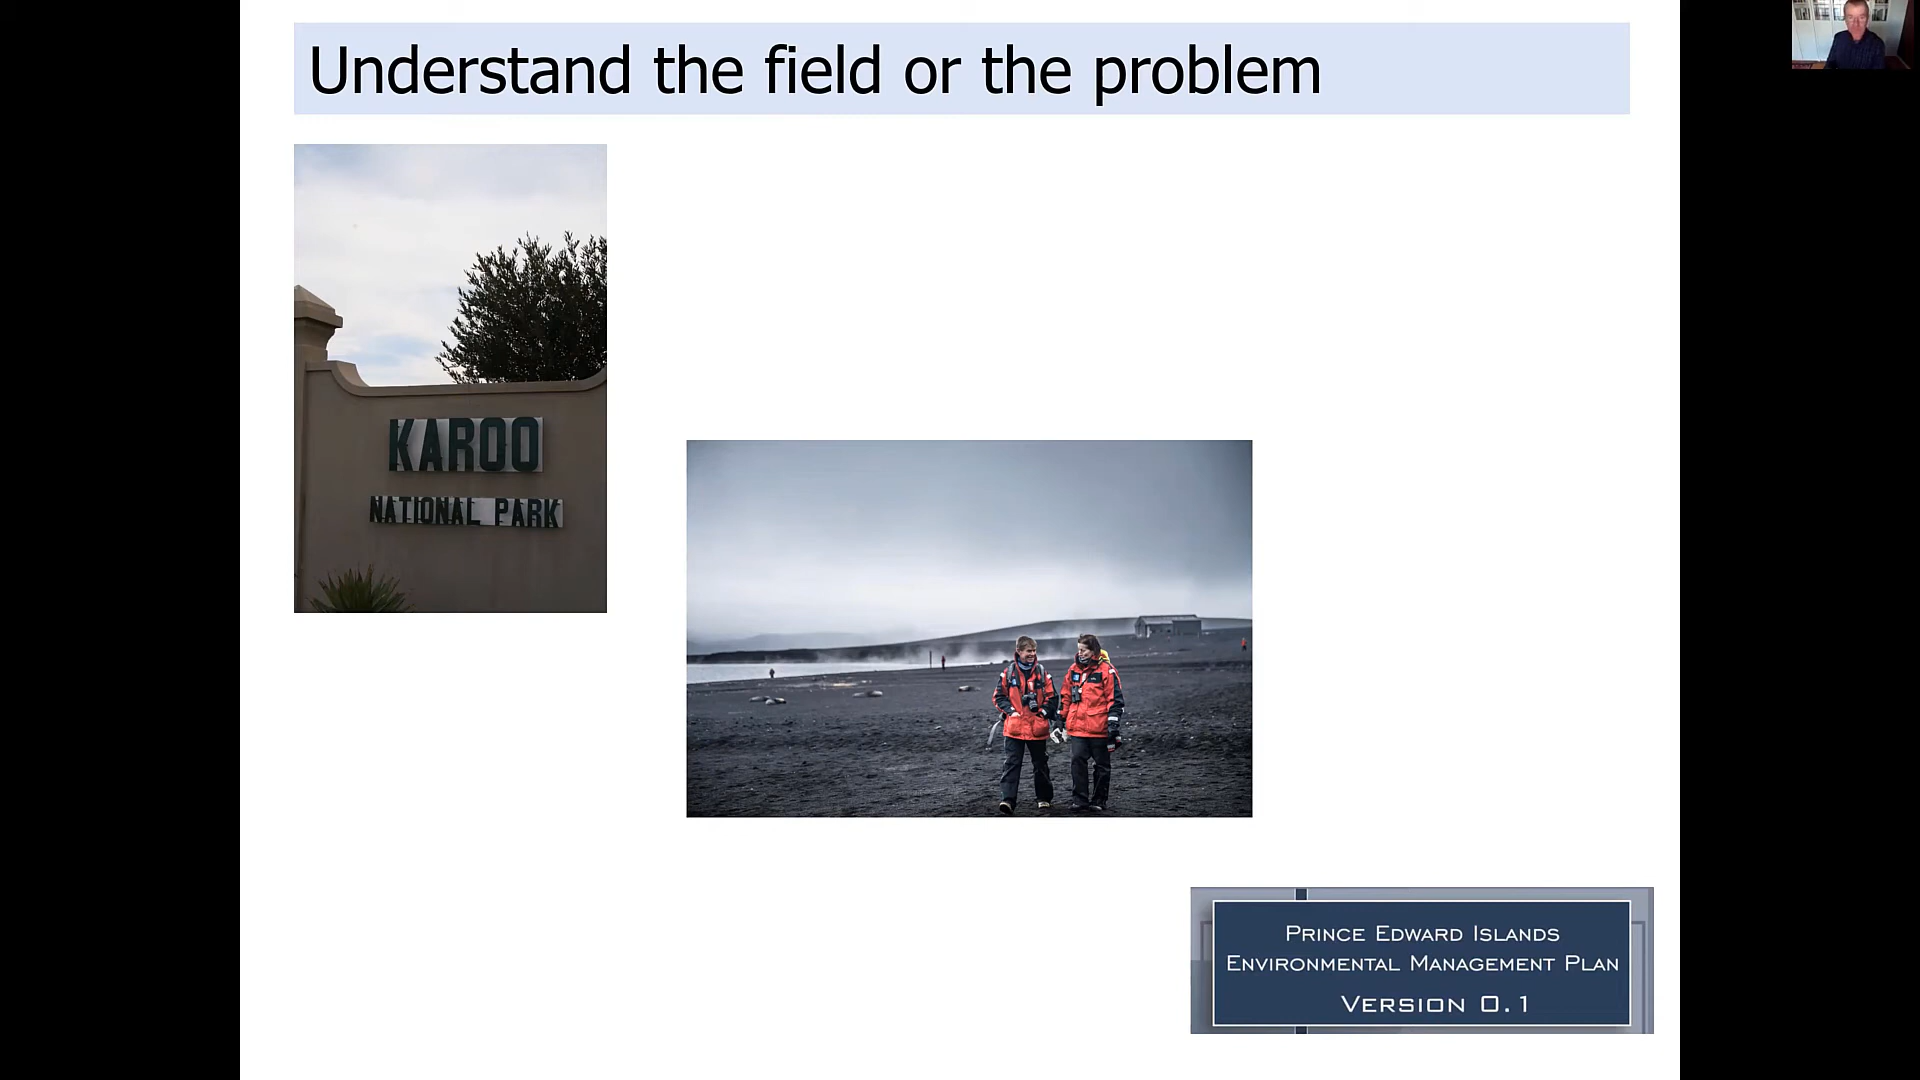 Understand the field or the problem
KAROO
NATIONAL PARK
PRINCE EDWARD ISLANDS
ENVIRONMENTAL MANAGEMENT PLAN
VERSION 0.1